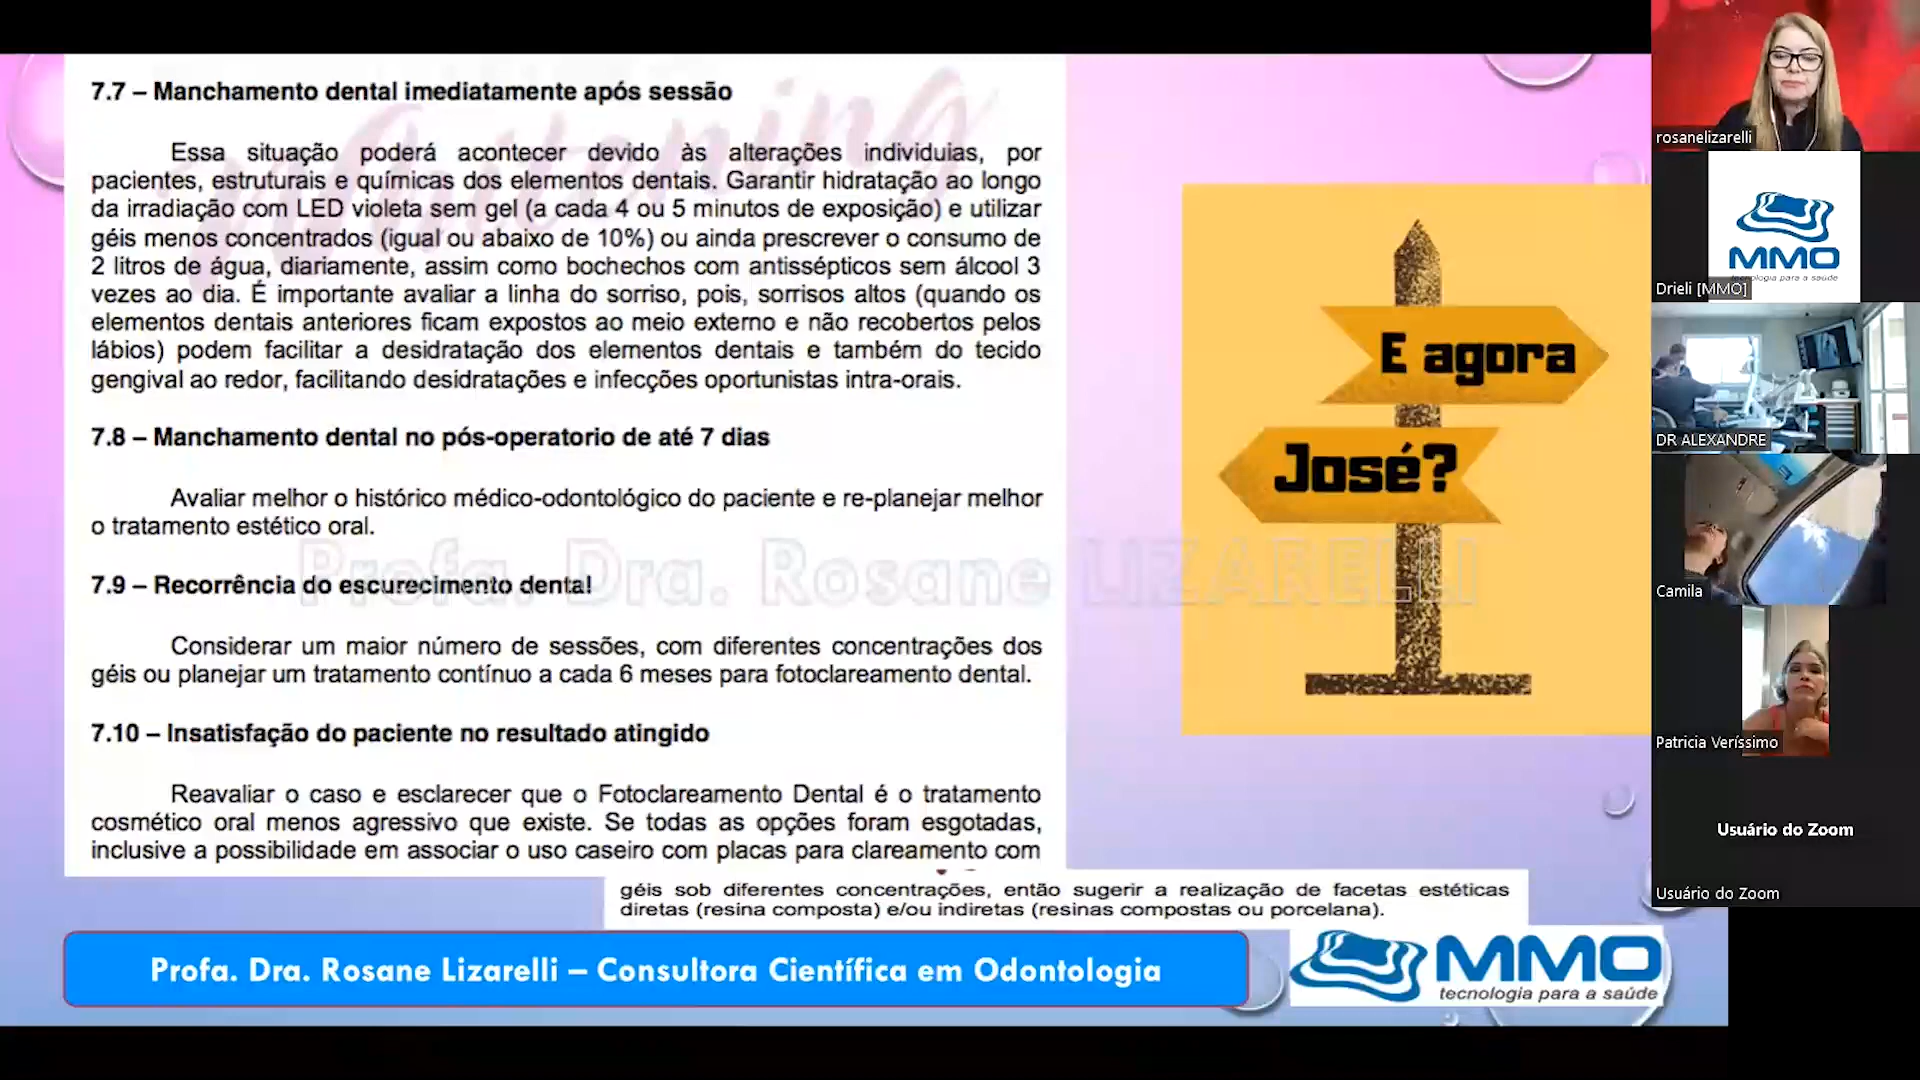 7.7 – Manchamento dental imediatamente após sessão
Essa situação poderá acontecer devido às alterações individuias, por
pacientes, estruturais e químicas dos elementos dentais. Garantir hidratação ao longo
da irradiação com LED violeta sem gel (a cada 4 ou 5 minutos de exposição) e utilizar
géis menos concentrados (igual ou abaixo de 10%) ou ainda prescrever o consumo de
2 litros de água, diariamente, assim como bochechos com antissépticos sem álcool 3
vezes ao dia. É importante avaliar a linha do sorriso, pois, sorrisos altos (quando os
elementos dentais anteriores ficam expostos ao meio externo e não recobertos pelos
lábios) podem facilitar a desidratação dos elementos dentais e também do tecido
gengival ao redor, facilitando desidratações e infecções oportunistas intra-orais.
7.8 – Manchamento dental no pós-operatorio de até 7 dias
Avaliar melhor o histórico médico-odontológico do paciente e re-planejar melhor
o tratamento estético oral.
7.9 – Recorrência do escurecimento dental
Considerar um maior número de sessões, com diferentes concentrações dos
géis ou planejar um tratamento contínuo a cada 6 meses para fotoclareamento dental.
7.10 – Insatisfação do paciente no resultado atingido
Reavaliar o caso e esclarecer que o Fotoclareamento Dental é o tratamento
cosmético oral menos agressivo que existe. Se todas as opções foram esgotadas,
inclusive a possibilidade em associar o uso caseiro com placas para clareamento com
géis sob diferentes concentrações, então sugerir a realização de facetas estéticas
diretas (resina composta) e/ou indiretas (resinas compostas ou porcelana).
Profa. Dra. Rosane LIZARELLI
E agora
José?
Profa. Dra. Rosane Lizarelli – Consultora Científica em Odontologia
MMO
tecnologia para a saúde
rosanelizarelli
MMO
tecnologia para a saúde
Drieli [MMO]
DR ALEXANDRE
Camila
Patricia Veríssimo
Usuário do Zoom
Usuário do Zoom